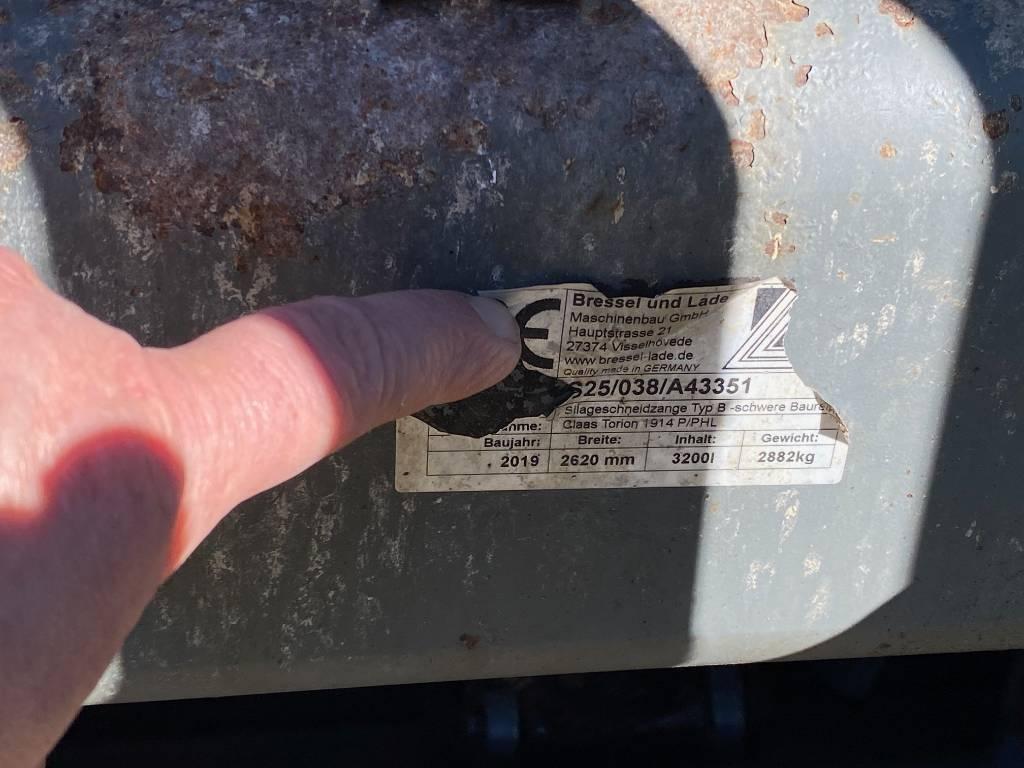 CE
Bressel und Lade
Maschinenbau GmbH
Hauptstrasse 21
27374 Visselhövede
www.bressel-lade.de
Quality made in GERMANY
S25/038/A43351
Silageschneidzange Typ B -schwere
Claas Torion 1914 P/PHL
Baujahr: Breite: Inhalt: Gewicht:
2019 2620 mm 3200l 2882kg